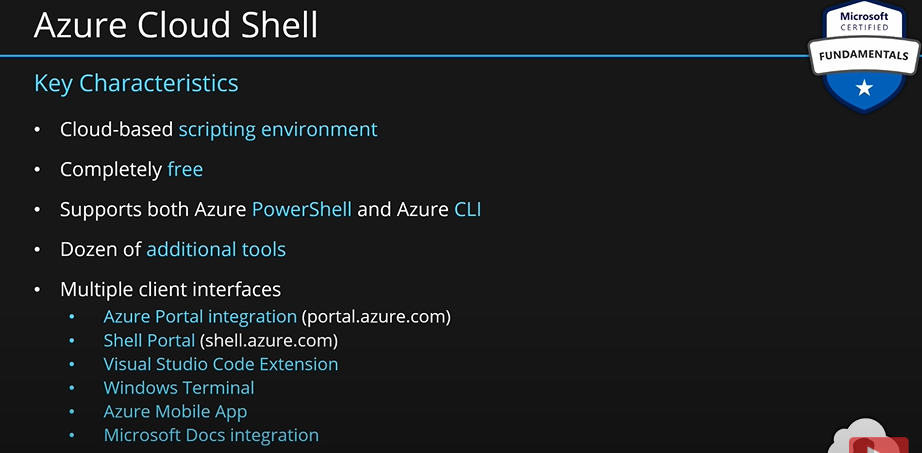 Azure Cloud Shell
Microsoft
CERTIFIED
FUNDAMENTALS
Key Characteristics
• Cloud-based scripting environment
• Completely free
• Supports both Azure PowerShell and Azure CLI
• Dozen of additional tools
• Multiple client interfaces
• Azure Portal integration (portal.azure.com)
• Shell Portal (shell.azure.com)
• Visual Studio Code Extension
• Windows Terminal
• Azure Mobile App
• Microsoft Docs integration